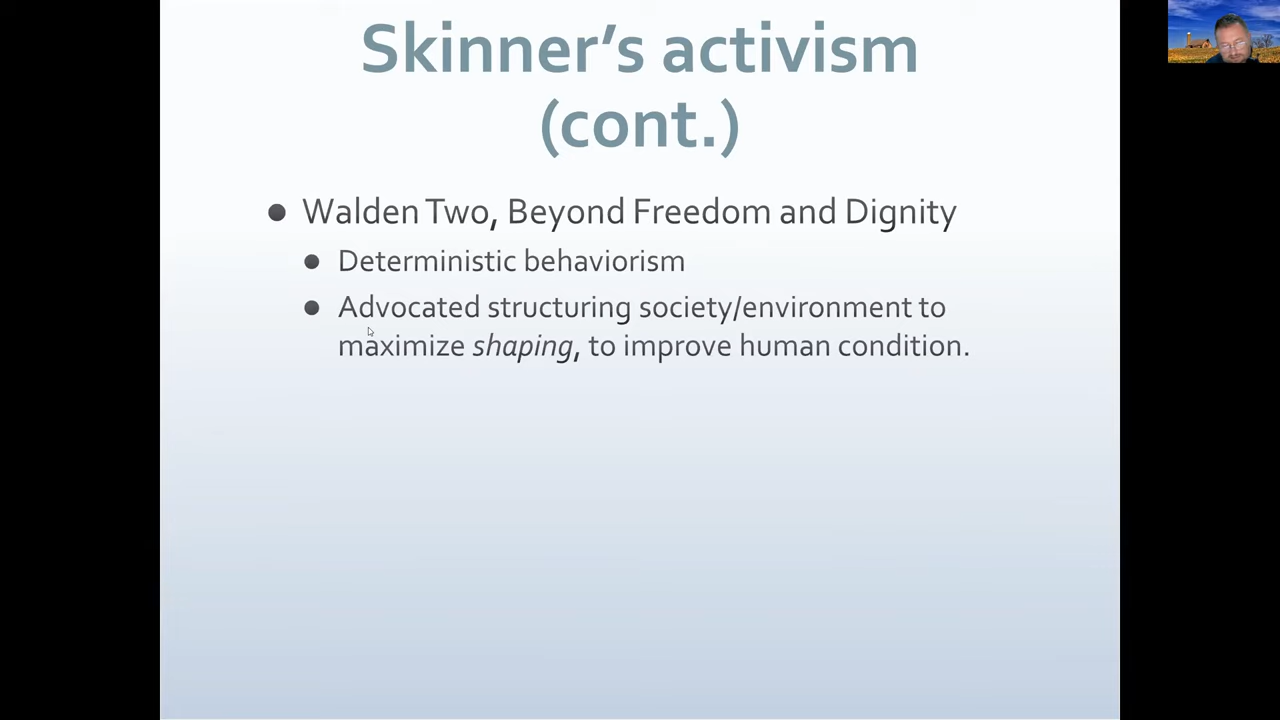 Skinner’s activism
(cont.)
● Walden Two, Beyond Freedom and Dignity
● Deterministic behaviorism
● Advocated structuring society/environment to
maximize shaping, to improve human condition.